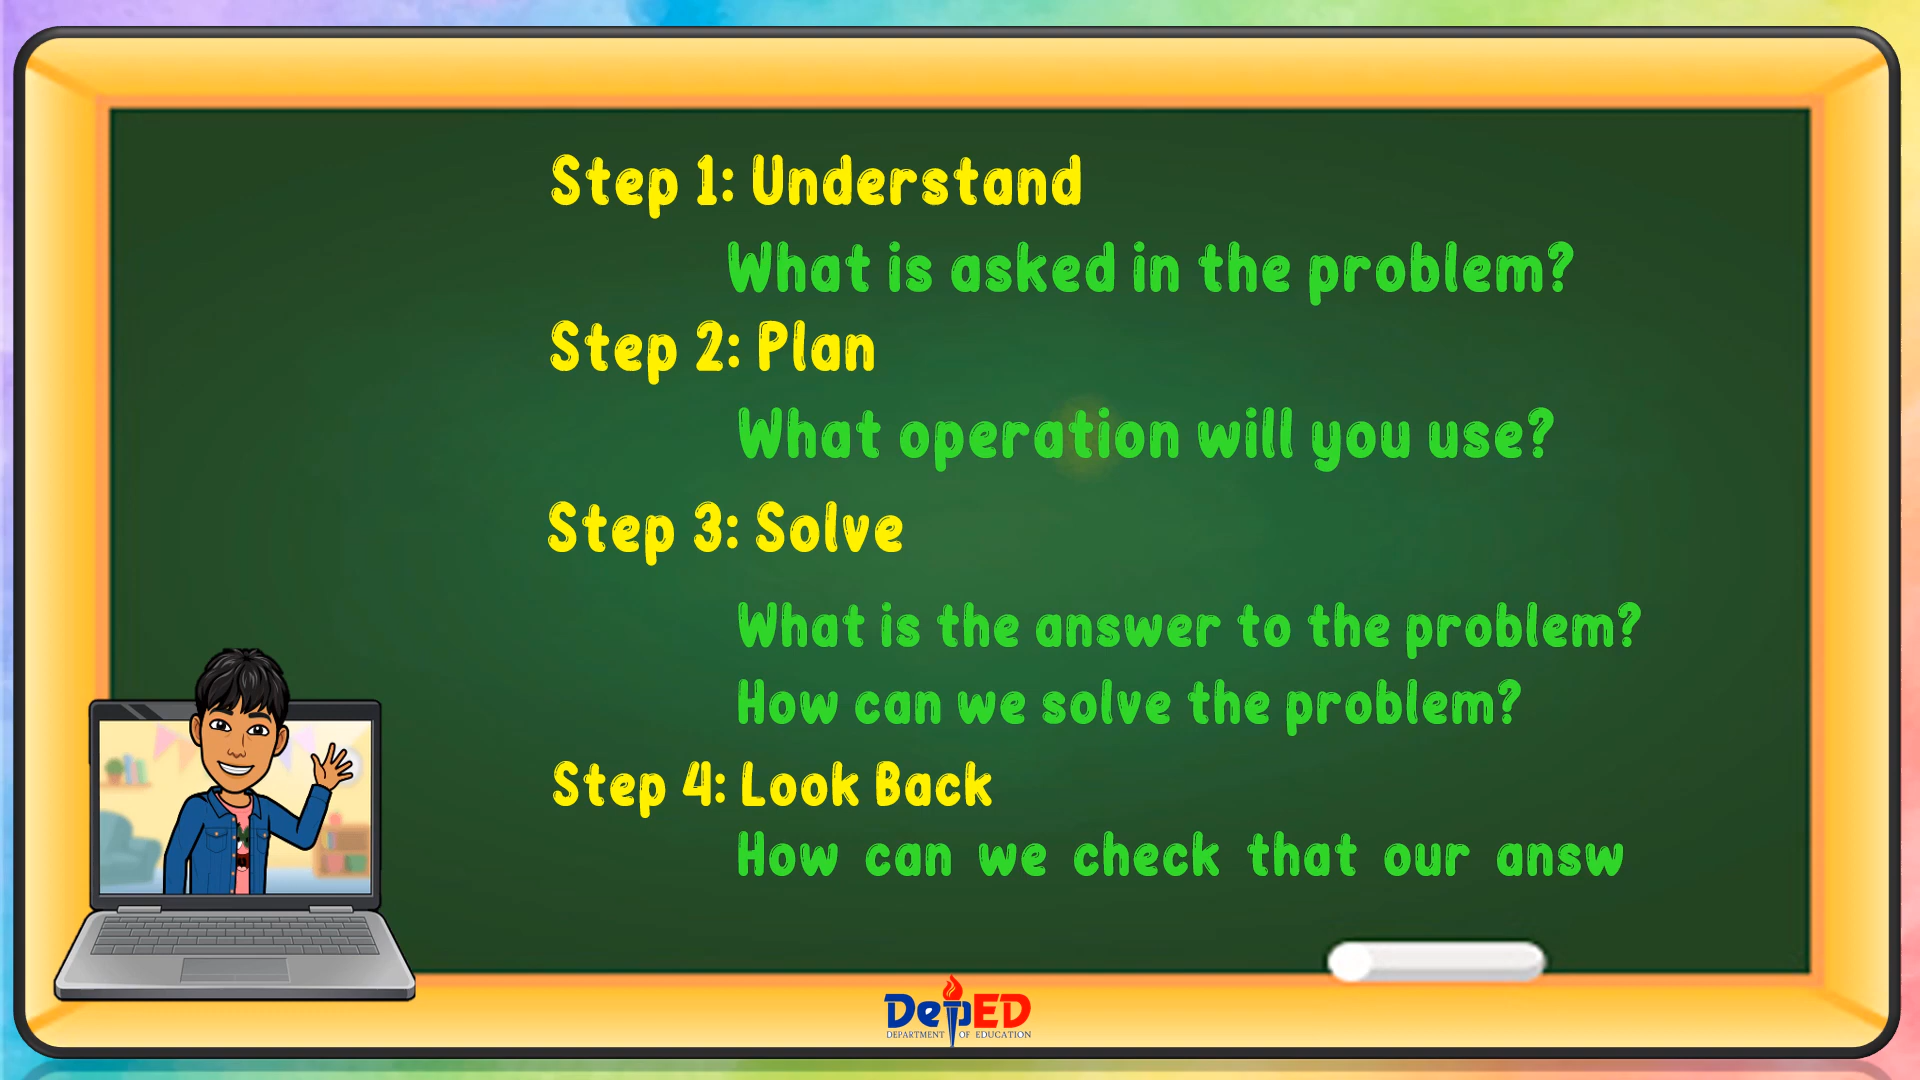 Step 1: Understand
What is asked in the problem?
Step 2: Plan
What operation will you use?
Step 3: Solve
What is the answer to the problem?
How can we solve the problem?
Step 4: Look Back
How can we check that our answ
DepED
DEPARTMENT OF EDUCATION